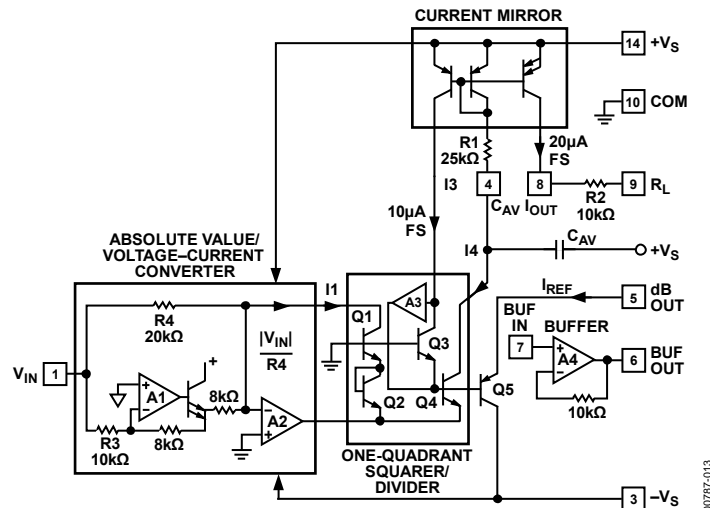 CURRENT MIRROR
14 +VS
10 COM
R1
25kΩ
20µA
FS
I3
4
8
9 RL
R2
10kΩ
CAV
IOUT
10µA
FS
CAV
+VS
I4
ABSOLUTE VALUE/
VOLTAGE–CURRENT
CONVERTER
I1
A3
IREF
5 dB
OUT
R4
20kΩ
Q1
Q3
BUF
IN
7
BUFFER
|VIN|
R4
+
A4
6 BUF
OUT
VIN 1
+
A1
–
8kΩ
Q2
Q4
Q5
–
10kΩ
R3
10kΩ
8kΩ
–
A2
+
ONE-QUADRANT
SQUARER/
DIVIDER
3 –VS
00787-013